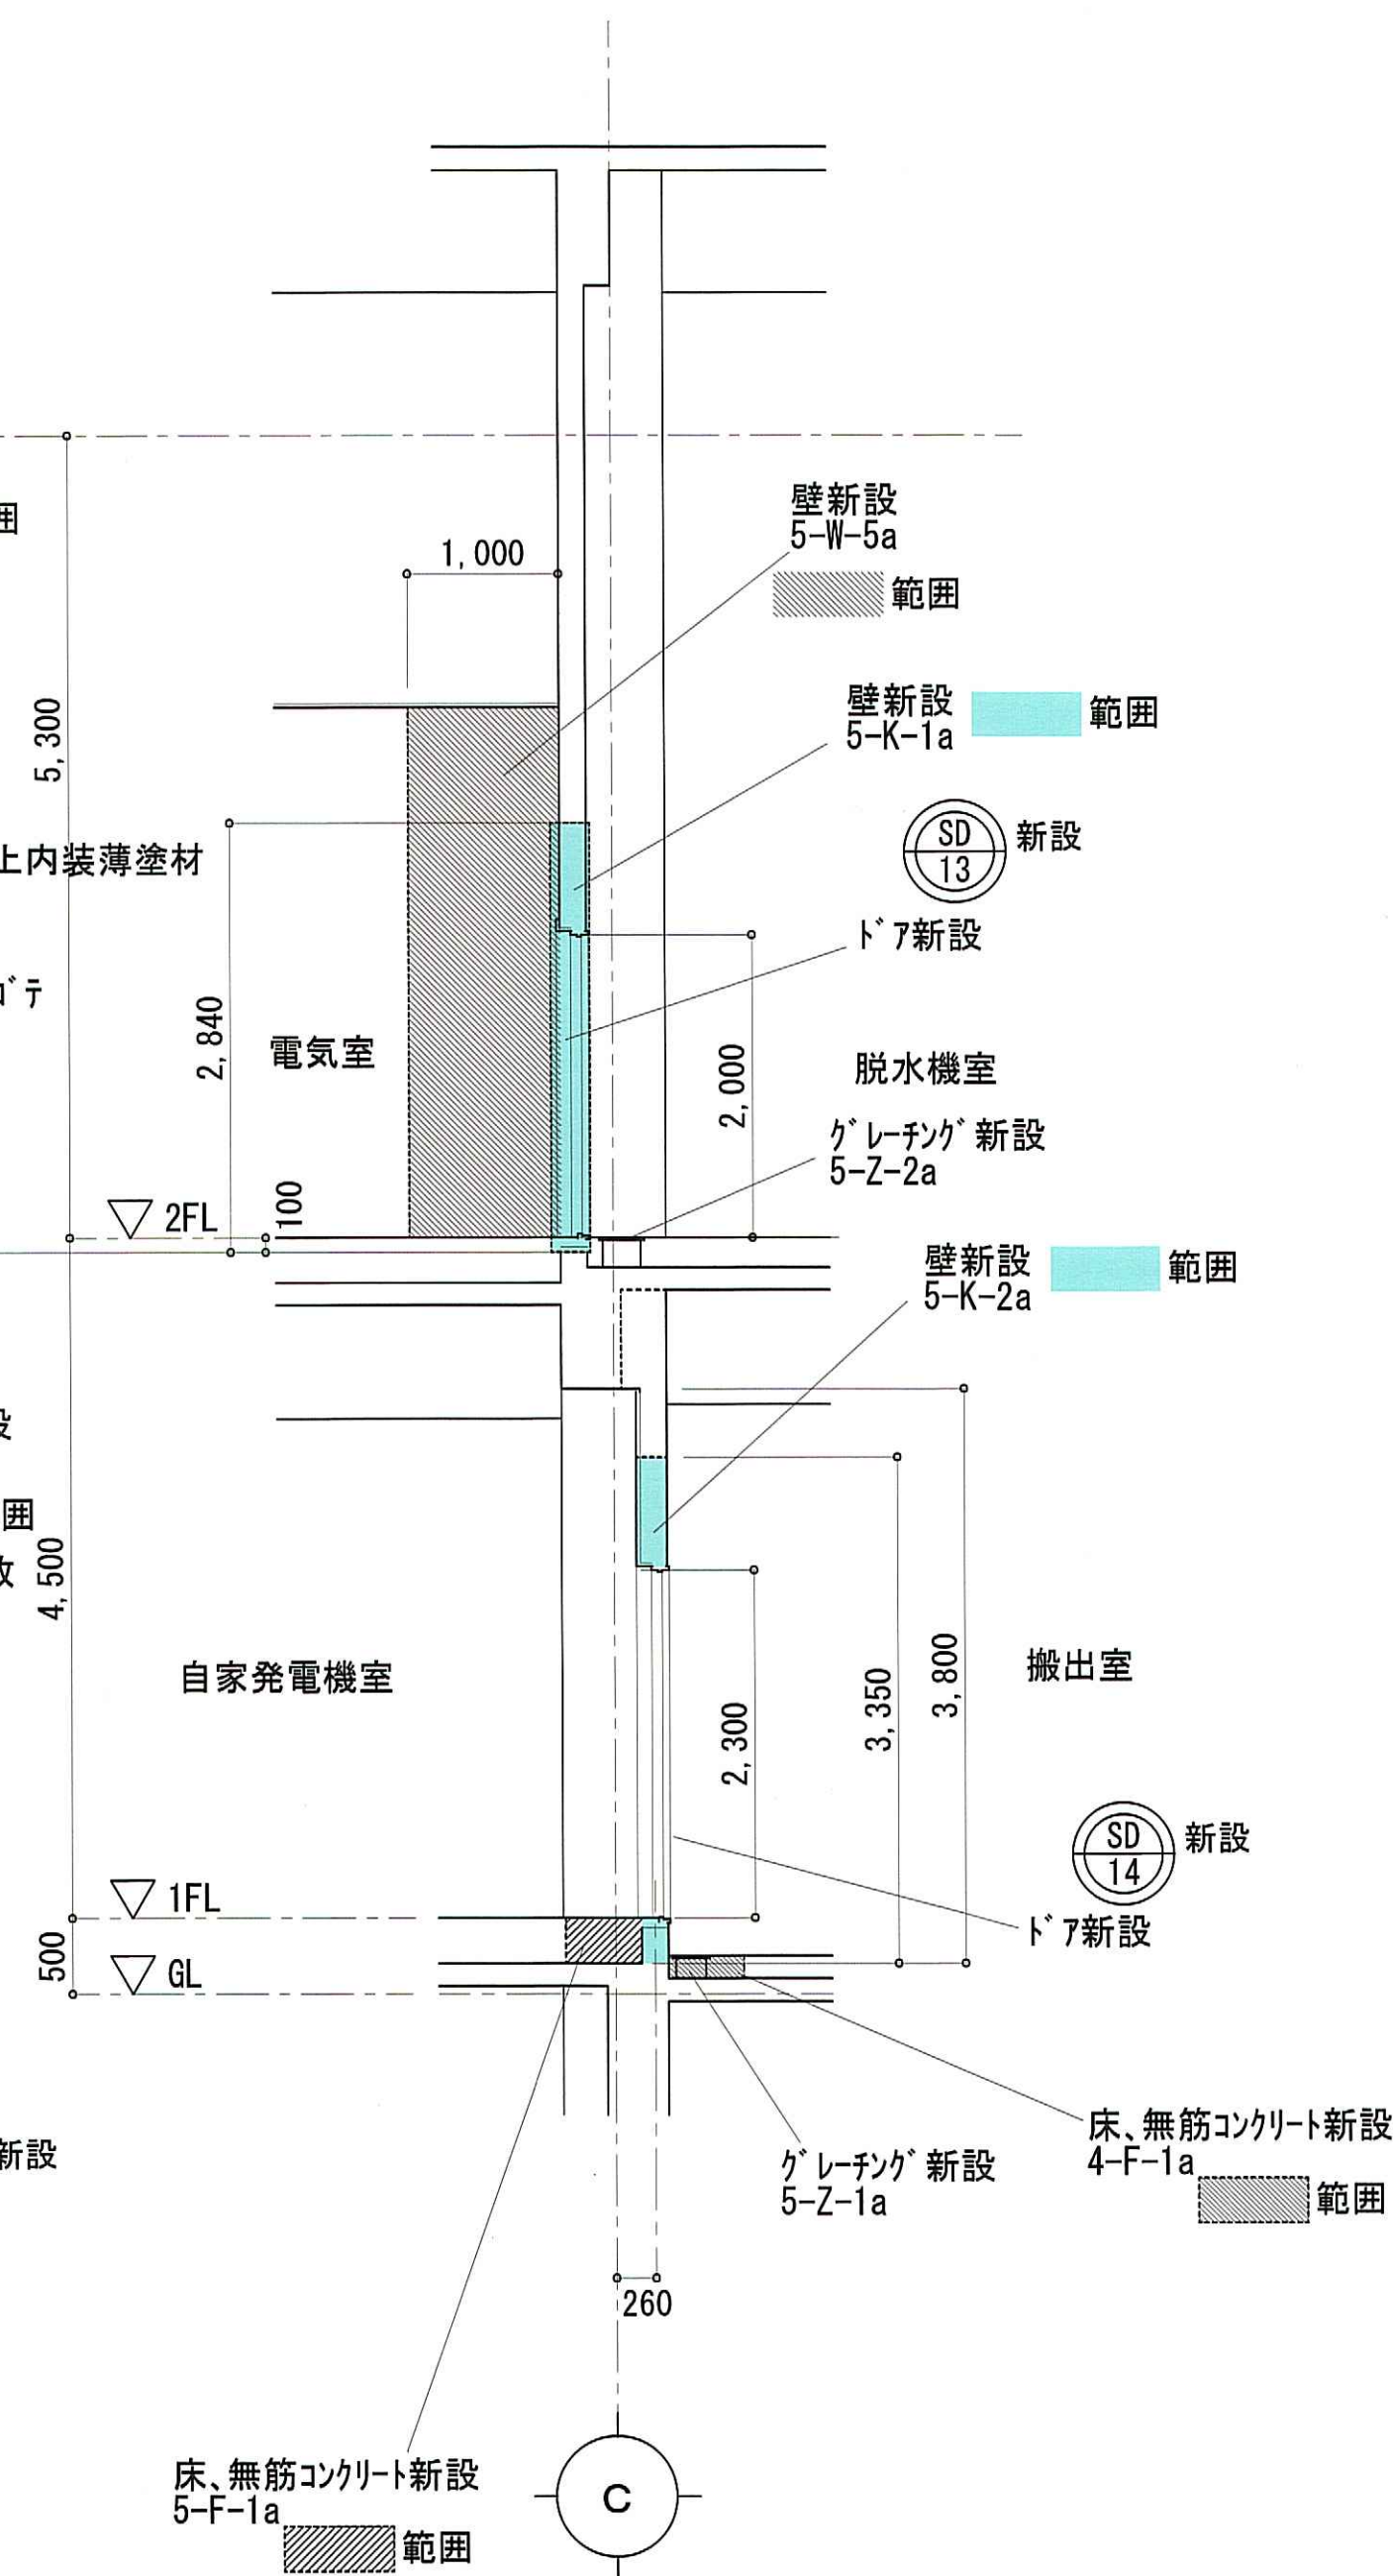 囲
壁新設
5-W-5a
範囲
1,000
壁新設
5-K-1a
範囲
5,300
SD
13
新設
上内装薄塗材
ドア新設
ゴテ
2,840
電気室
2,000
脱水機室
グレーチング新設
5-Z-2a
100
2FL
壁新設
5-K-2a
範囲
設
囲
4,500
自家発電機室
2,300
3,350
3,800
搬出室
SD
14
新設
1FL
ドア新設
500
GL
床、無筋コンクリート新設
4-F-1a
範囲
新設
グレーチング新設
5-Z-1a
260
床、無筋コンクリート新設
5-F-1a
範囲
C